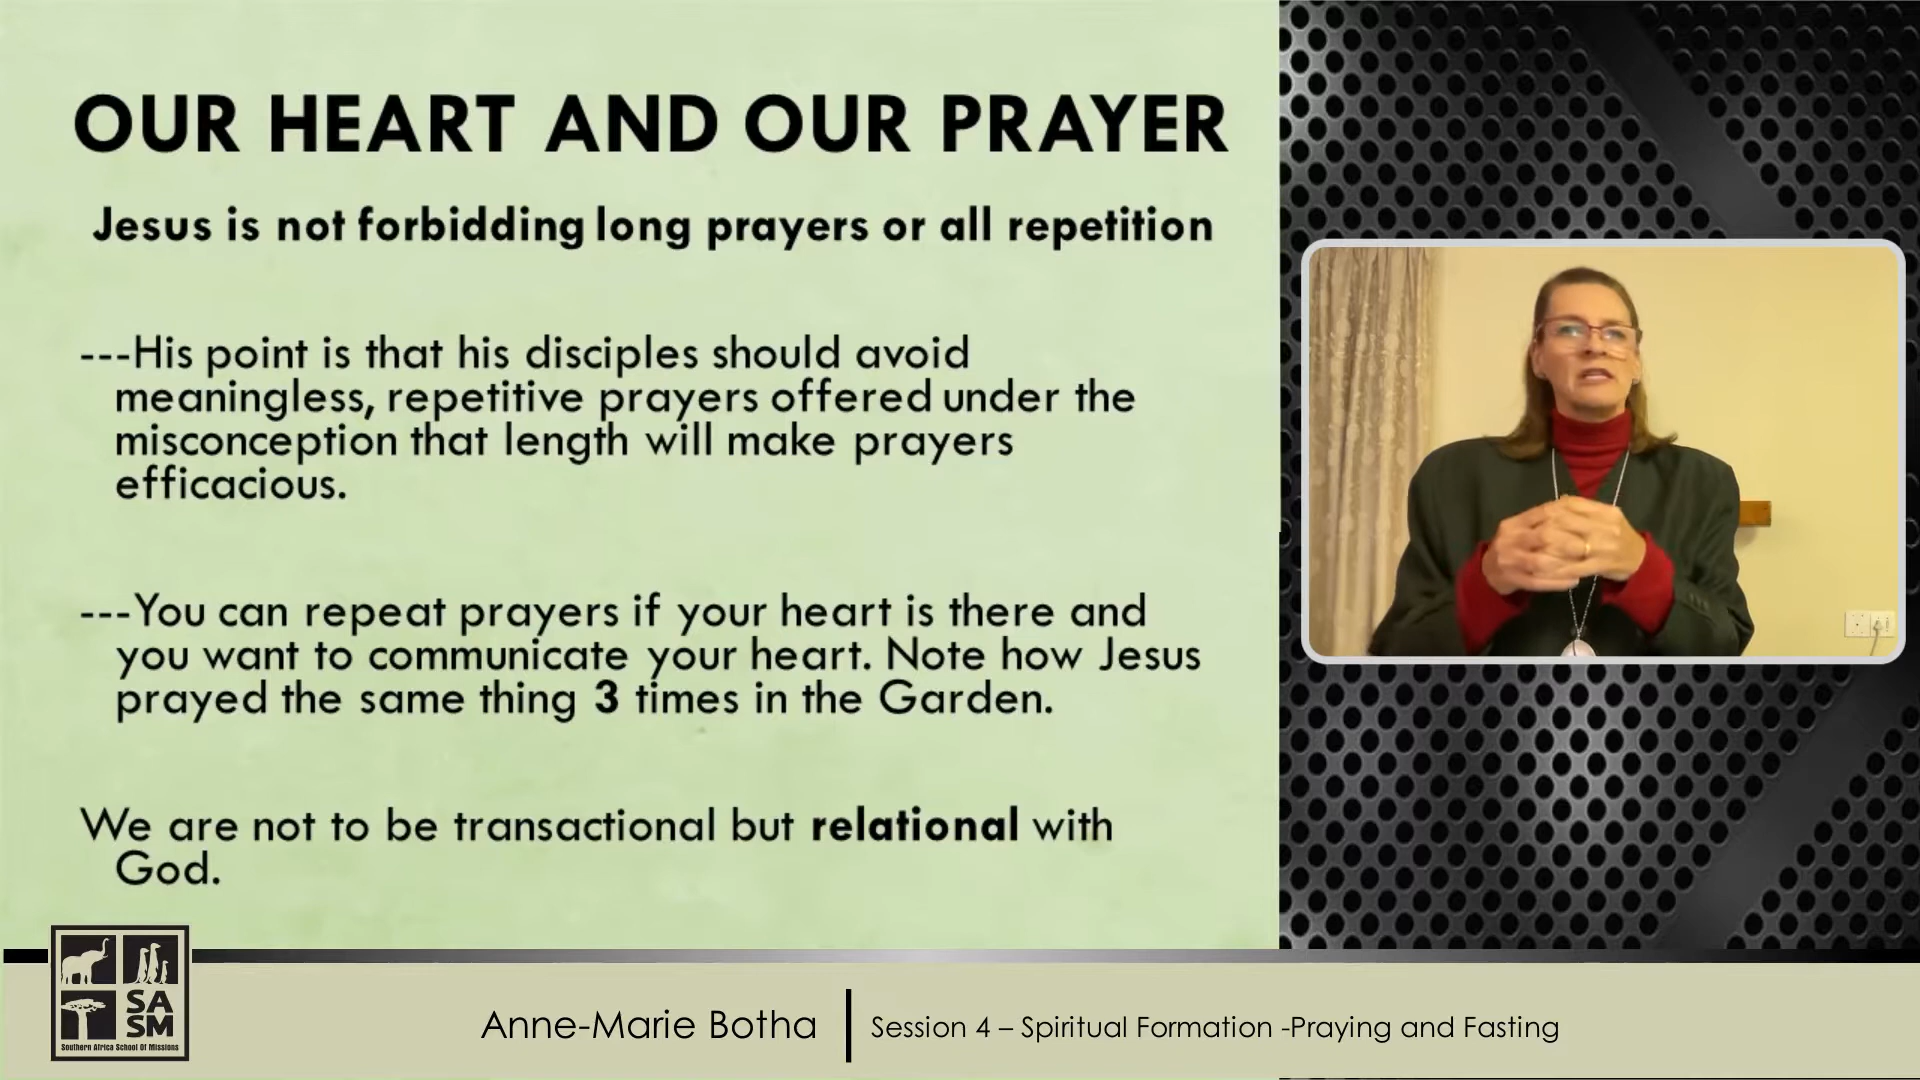 OUR HEART AND OUR PRAYER
Jesus is not forbidding long prayers or all repetition
---His point is that his disciples should avoid
meaningless, repetitive prayers offered under the
misconception that length will make prayers
efficacious.
---You can repeat prayers if your heart is there and
you want to communicate your heart. Note how Jesus
prayed the same thing 3 times in the Garden.
We are not to be transactional but relational with
God.
SA
SM
Southern Africa School Of Missions
Anne-Marie Botha
Session 4 – Spiritual Formation -Praying and Fasting